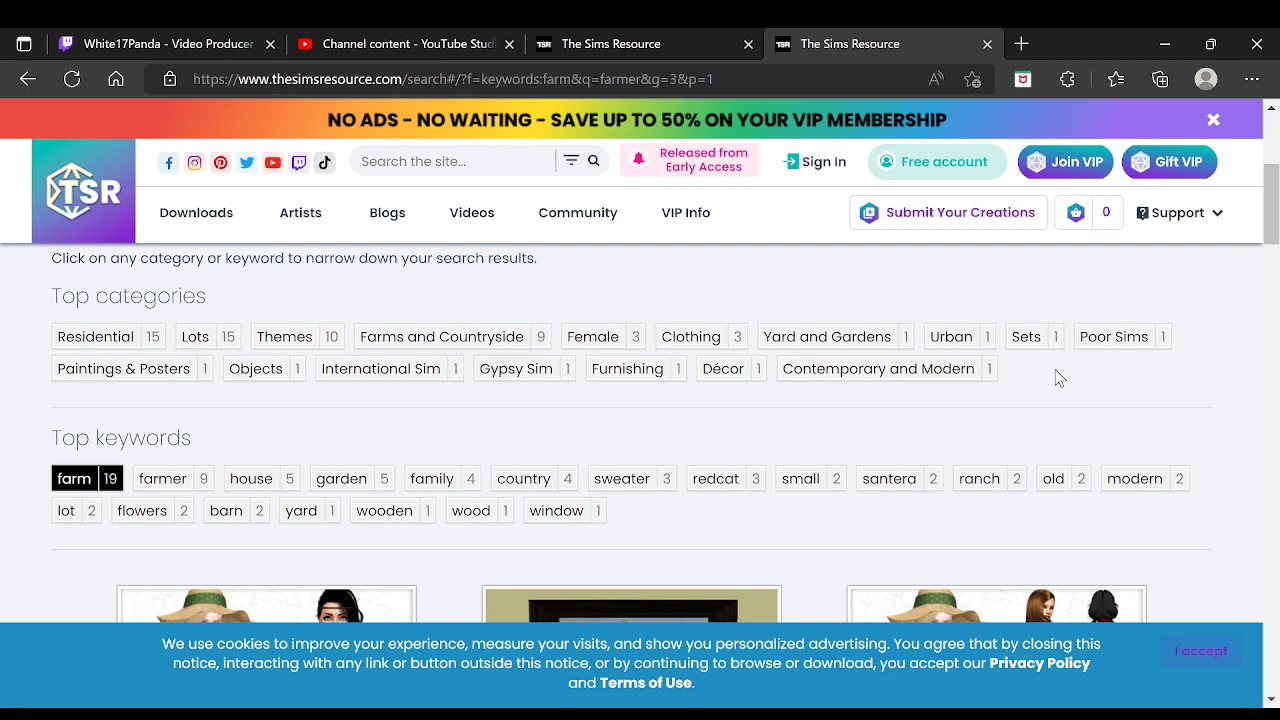 White17Panda - Video Producer
Channel content - YouTube Stud
TSR The Sims Resource
TSR The Sims Resource
https://www.thesimsresource.com/search#/?f=keywords:farm&q=farmer&g=3&p=1
NO ADS - NO WAITING - SAVE UP TO 50% ON YOUR VIP MEMBERSHIP
TSR
Search the site...
Released from
Early Access
Sign In
Free account
Join VIP
Gift VIP
Downloads
Artists
Blogs
Videos
Community
VIP Info
Submit Your Creations
0
Support
Click on any category or keyword to narrow down your search results.
Top categories
Residential 15 Lots 15 Themes 10 Farms and Countryside 9 Female 3 Clothing 3 Yard and Gardens 1 Urban 1 Sets 1 Poor Sims 1
Paintings & Posters 1 Objects 1 International Sim 1 Gypsy Sim 1 Furnishing 1 Décor 1 Contemporary and Modern 1
Top keywords
farm 19 farmer 9 house 5 garden 5 family 4 country 4 sweater 3 redcat 3 small 2 santera 2 ranch 2 old 2 modern 2
lot 2 flowers 2 barn 2 yard 1 wooden 1 wood 1 window 1
We use cookies to improve your experience, measure your visits, and show you personalized advertising. You agree that by closing this
notice, interacting with any link or button outside this notice, or by continuing to browse or download, you accept our Privacy Policy
and Terms of Use.
I accept